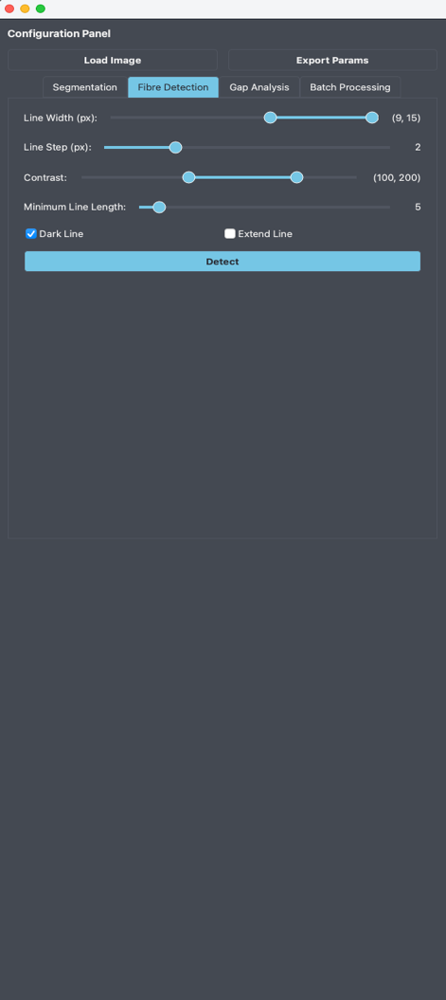 Configuration Panel
Load Image Export Params
Segmentation Fibre Detection Gap Analysis Batch Processing
Line Width (px): (9, 15)
Line Step (px): 2
Contrast: (100, 200)
Minimum Line Length: 5
Dark Line Extend Line
Detect